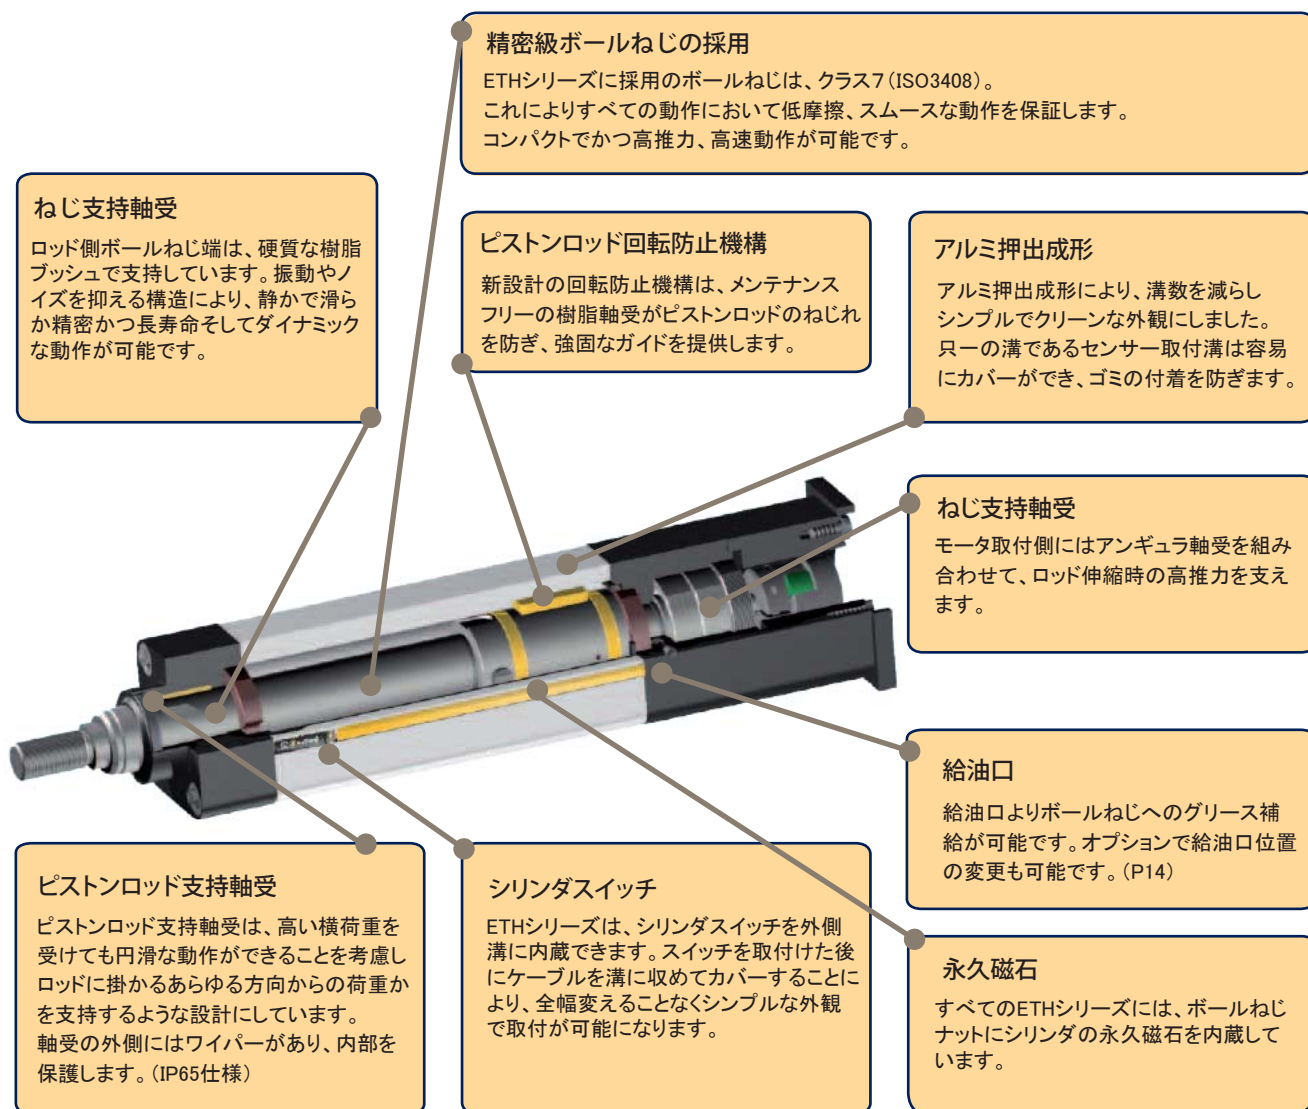 精密級ボールねじの採用
ETHシリーズに採用のボールねじは、クラス7(ISO3408)。
これによりすべての動作において低摩擦、スムースな動作を保証します。
コンパクトでかつ高推力、高速動作が可能です。
ねじ支持軸受
ロッド側ボールねじ端は、硬質な樹脂
ブッシュで支持しています。振動やノ
イズを抑える構造により、静かで滑ら
か精密かつ長寿命そしてダイナミック
な動作が可能です。
ピストンロッド回転防止機構
新設計の回転防止機構は、メンテナンス
フリーの樹脂軸受がピストンロッドのねじれ
を防ぎ、強固なガイドを提供します。
アルミ押出成形
アルミ押出成形により、溝数を減らし
シンプルでクリーンな外観にしました。
只一の溝であるセンサー取付溝は容易
にカバーができ、ゴミの付着を防ぎます。
ねじ支持軸受
モータ取付側にはアンギュラ軸受を組み
合わせて、ロッド伸縮時の高推力を支え
ます。
給油口
給油口よりボールねじへのグリース補
給が可能です。オプションで給油口位置
の変更も可能です。(P14)
ピストンロッド支持軸受
ピストンロッド支持軸受は、高い横荷重を
受けても円滑な動作ができることを考慮し
ロッドに掛かるあらゆる方向からの荷重か
を支持するような設計にしています。
軸受の外側にはワイパーがあり、内部を
保護します。(IP65仕様)
シリンダスイッチ
ETHシリーズは、シリンダスイッチを外側
溝に内蔵できます。スイッチを取付けた後
にケーブルを溝に収めてカバーすることに
より、全幅変えることなくシンプルな外観
で取付が可能になります。
永久磁石
すべてのETHシリーズには、ボールねじ
ナットにシリンダの永久磁石を内蔵して
います。